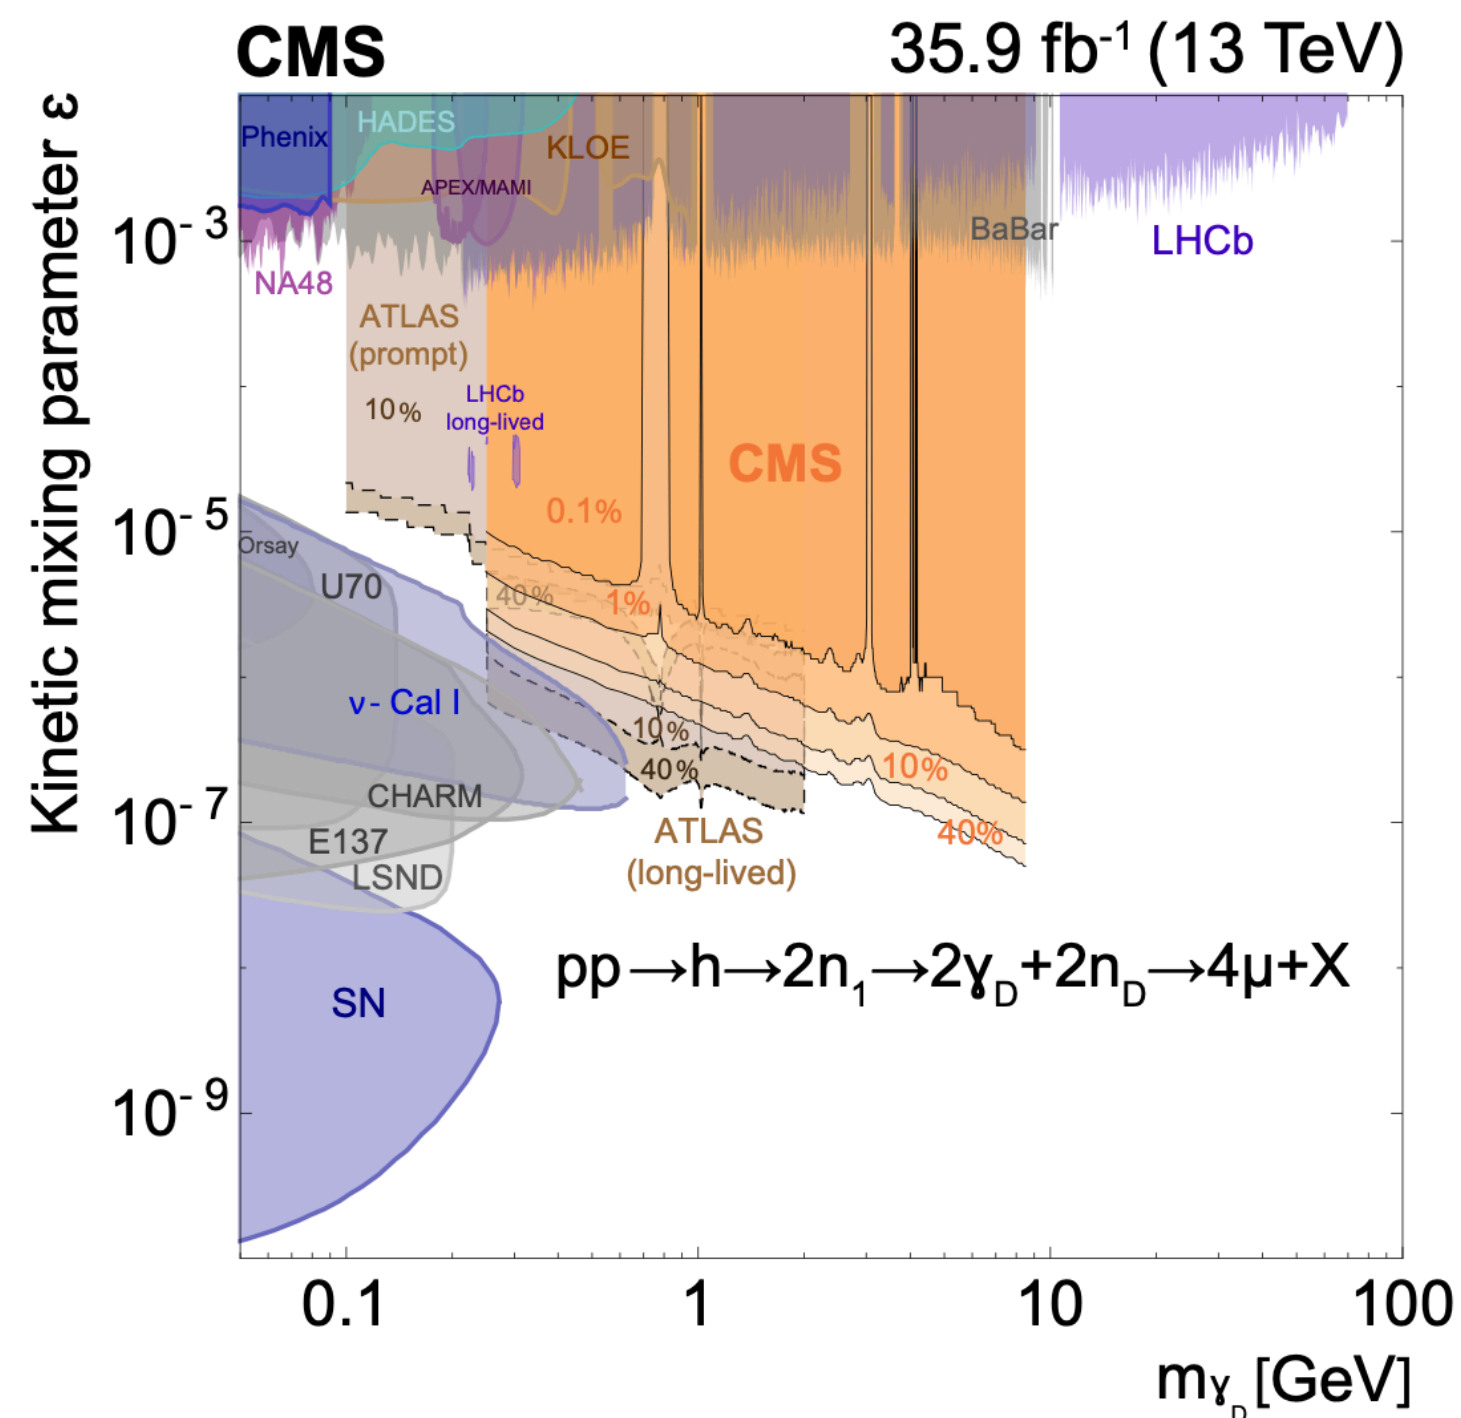 CMS 35.9 fb⁻¹ (13 TeV)
Kinetic mixing parameter ε
Phenix
HADES
KLOE
APEX/MAMI
10⁻³
BaBar
LHCb
NA48
ATLAS
(prompt)
10%
LHCb
long-lived
CMS
0.1%
10⁻⁵
Orsay
U70
40%
1%
ν- Cal I
10%
40%
10%
CHARM
10⁻⁷
40%
ATLAS
(long-lived)
E137
LSND
pp→h→2n₁→2γ_D+2n_D→4μ+X
SN
10⁻⁹
0.1 1 10 100
mγ_D [GeV]